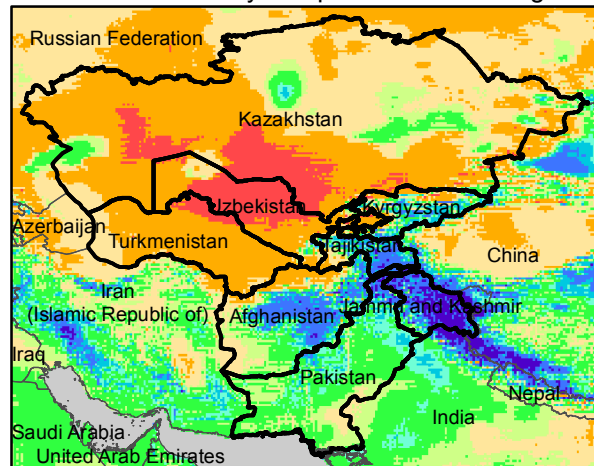 Russian Federation
Kazakhstan
Uzbekistan
Kyrgyzstan
Azerbaijan
Turkmenistan
Tajikistan
China
Iran
(Islamic Republic of)
Afghanistan
Jammu and Kashmir
Iraq
Pakistan
Nepal
India
Saudi Arabia
United Arab Emirates